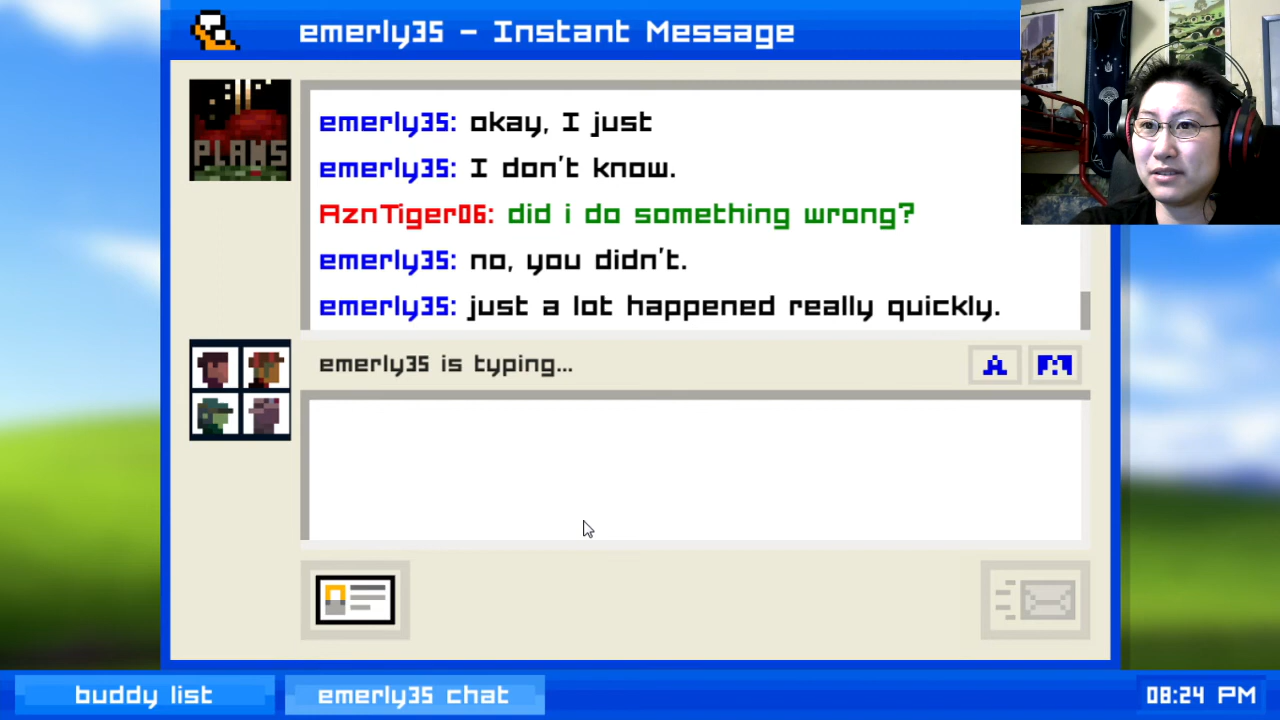 emerly35 - Instant Message
PLANS
emerly35: okay, I just
emerly35: I don't know.
AznTiger06: did i do something wrong?
emerly35: no, you didn't.
emerly35: just a lot happened really quickly.
emerly35 is typing...
A
buddy list
emerly35 chat
08:24 PM